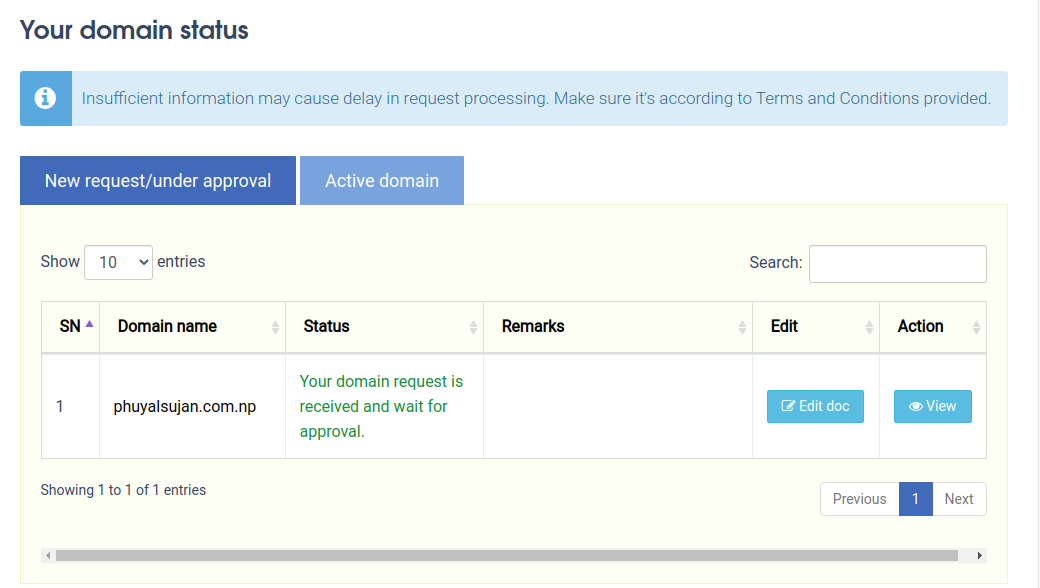 Your domain status
Insufficient information may cause delay in request processing. Make sure it's according to Terms and Conditions provided.
New request/under approval
Active domain
Show 10 entries
Search:
SN Domain name Status Remarks Edit Action
1 phuyalsujan.com.np Your domain request is received and wait for approval. Edit doc View
Showing 1 to 1 of 1 entries
Previous 1 Next